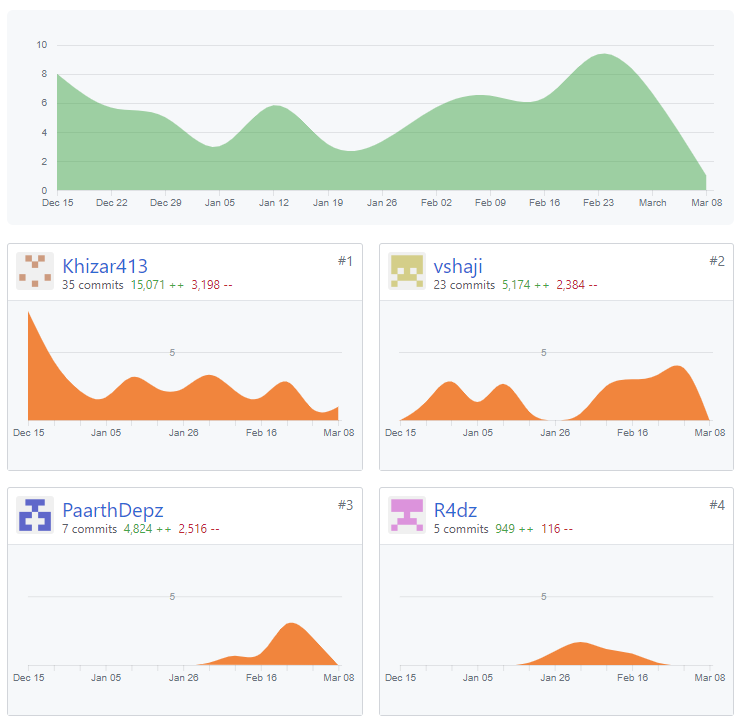 10
8
6
4
2
0
Dec 15 Dec 22 Dec 29 Jan 05 Jan 12 Jan 19 Jan 26 Feb 02 Feb 09 Feb 16 Feb 23 March Mar 08
Khizar413 #1
35 commits 15,071 ++ 3,198 --
5
Dec 15 Jan 05 Jan 26 Feb 16 Mar 08
vshaji #2
23 commits 5,174 ++ 2,384 --
5
Dec 15 Jan 05 Jan 26 Feb 16 Mar 08
PaarthDepz #3
7 commits 4,824 ++ 2,516 --
5
Dec 15 Jan 05 Jan 26 Feb 16 Mar 08
R4dz #4
5 commits 949 ++ 116 --
5
Dec 15 Jan 05 Jan 26 Feb 16 Mar 08